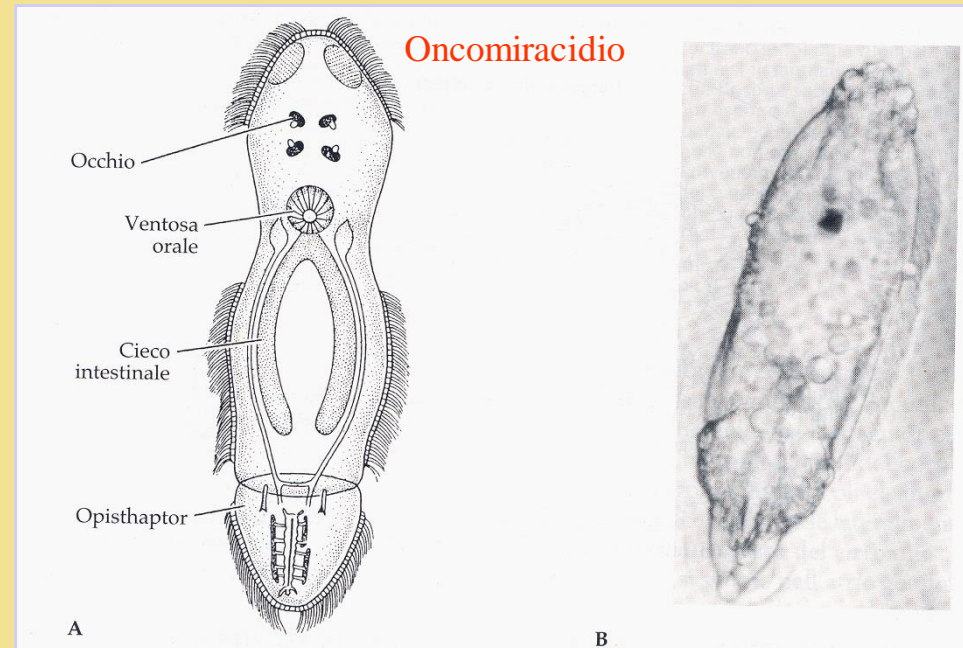 Oncomiracidio
Occhio
Ventosa
orale
Cieco
intestinale
Opisthaptor
A
B